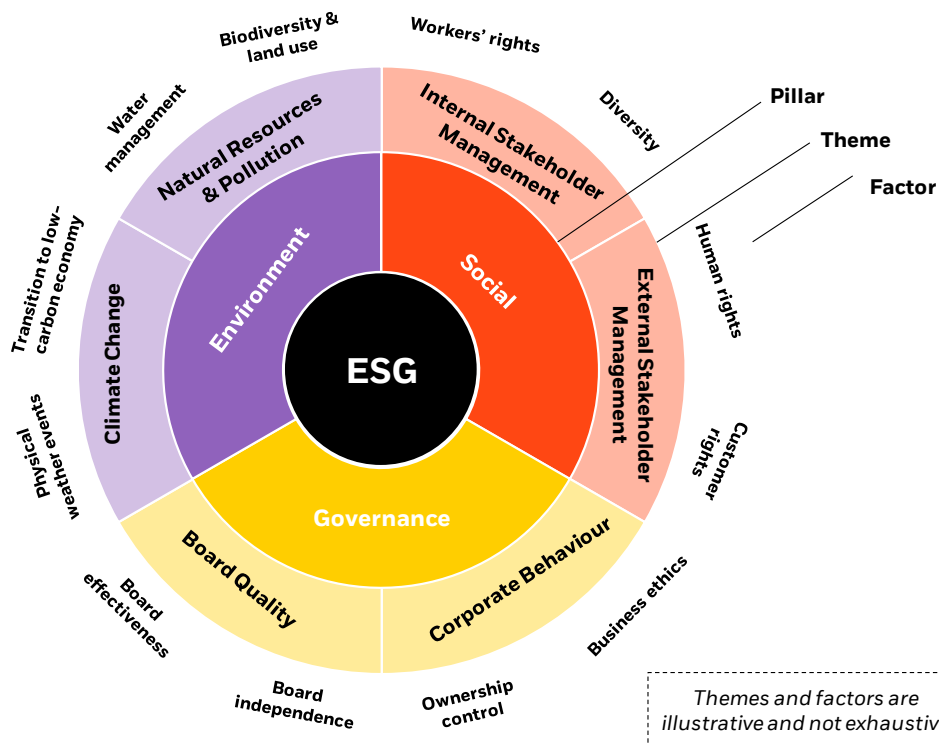 Biodiversity &
land use
Workers' rights
Water
management
Natural Resources
& Pollution
Internal Stakeholder
Management
Diversity
Pillar
Theme
Factor
Transition to low-
carbon economy
Climate Change
Environment
Social
External Stakeholder
Management
Human rights
ESG
Physical
weather events
Customer
rights
Governance
Board Quality
Corporate Behaviour
Board
effectiveness
Business ethics
Board
independence
Ownership
control
Themes and factors are
illustrative and not exhaustiv